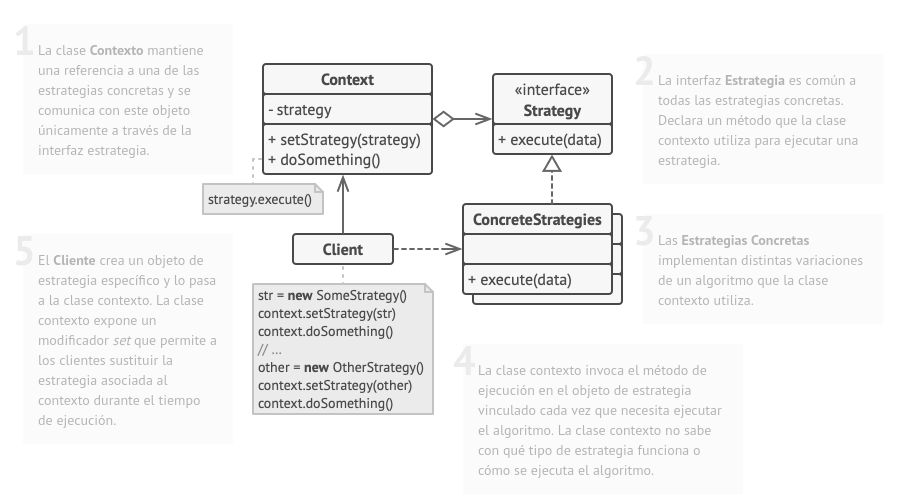 1
La clase Contexto mantiene
una referencia a una de las
estrategias concretas y se
comunica con este objeto
únicamente a través de la
interfaz estrategia.
Context
- strategy
+ setStrategy(strategy)
+ doSomething()
strategy.execute()
«interface»
Strategy
+ execute(data)
2
La interfaz Estrategia es común a
todas las estrategias concretas.
Declara un método que la clase
contexto utiliza para ejecutar una
estrategia.
ConcreteStrategies
+ execute(data)
3
Las Estrategias Concretas
implementan distintas variaciones
de un algoritmo que la clase
contexto utiliza.
Client
str = new SomeStrategy()
context.setStrategy(str)
context.doSomething()
// ...
other = new OtherStrategy()
context.setStrategy(other)
context.doSomething()
4
La clase contexto invoca el método de
ejecución en el objeto de estrategia
vinculado cada vez que necesita ejecutar
el algoritmo. La clase contexto no sabe
con qué tipo de estrategia funciona o
cómo se ejecuta el algoritmo.
5
El Cliente crea un objeto de
estrategia específico y lo pasa
a la clase contexto. La clase
contexto expone un
modificador set que permite a
los clientes sustituir la
estrategia asociada al
contexto durante el tiempo
de ejecución.